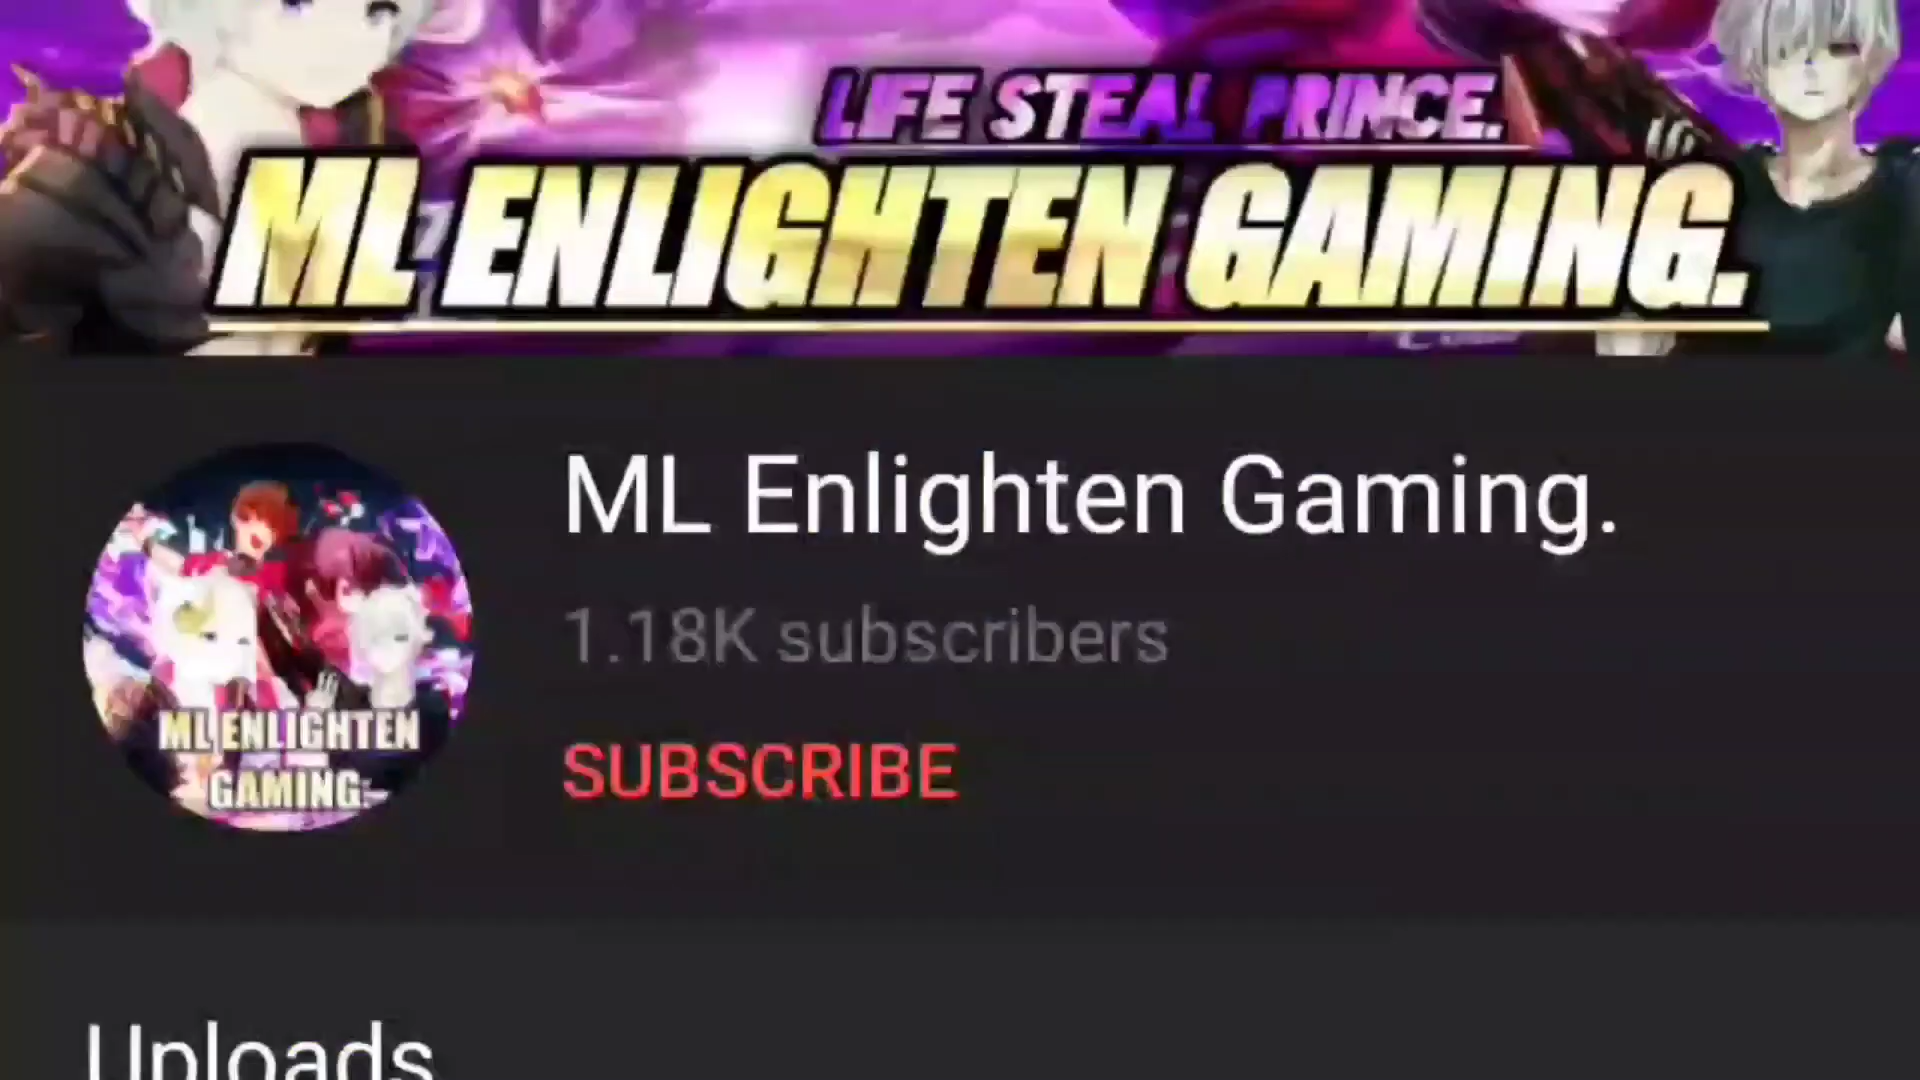 LIFE STEAL PRINCE.
ML ENLIGHTEN GAMING.
ML Enlighten Gaming.
1.18K subscribers
SUBSCRIBE
ML ENLIGHTEN
GAMING.
Uploads